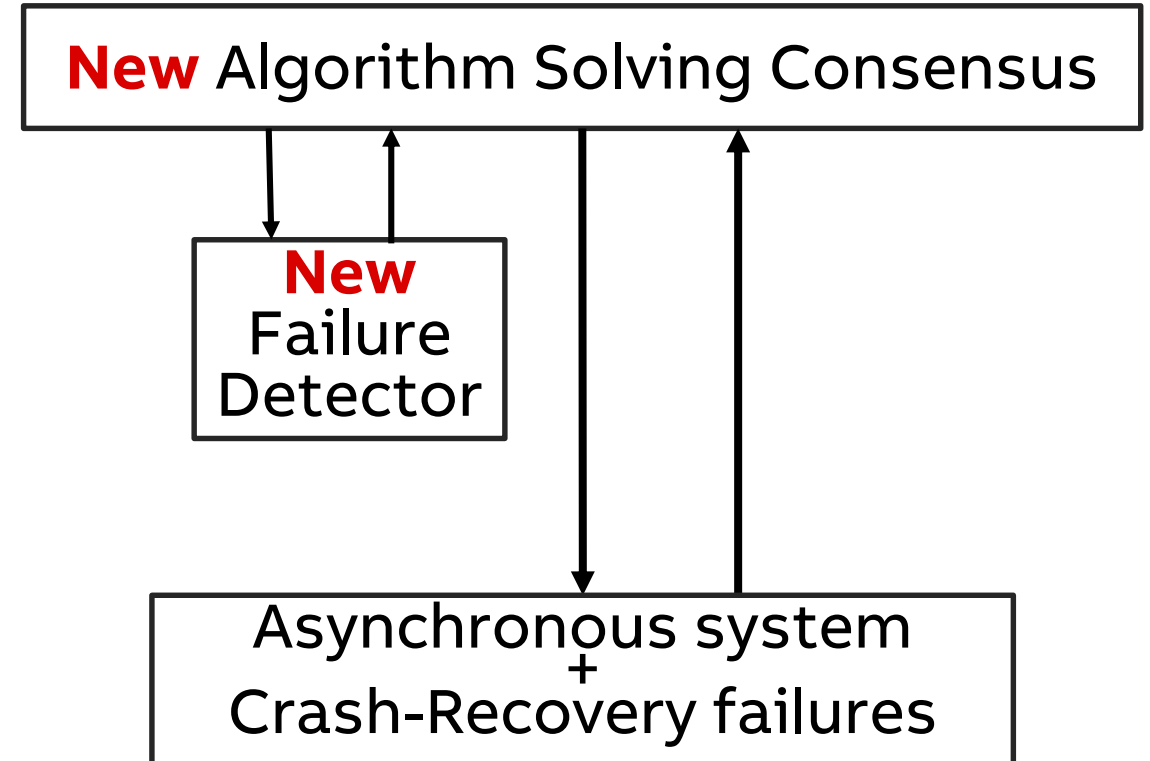 New Algorithm Solving Consensus
New
Failure
Detector
Asynchronous system
+
Crash-Recovery failures